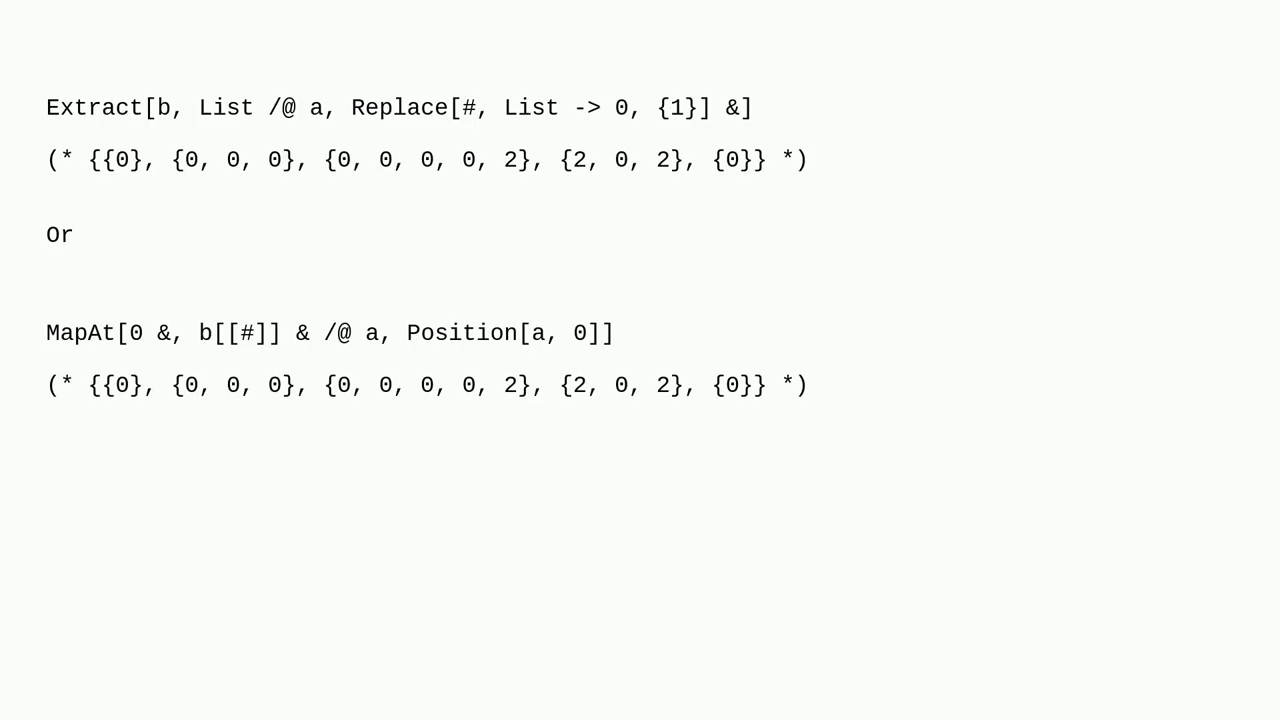 Extract[b, List /@ a, Replace[#, List -> 0, {1}] &]
(* {{0}, {0, 0, 0}, {0, 0, 0, 0, 2}, {2, 0, 2}, {0}} *)
Or
MapAt[0 &, b[[#]] & /@ a, Position[a, 0]]
(* {{0}, {0, 0, 0}, {0, 0, 0, 0, 2}, {2, 0, 2}, {0}} *)